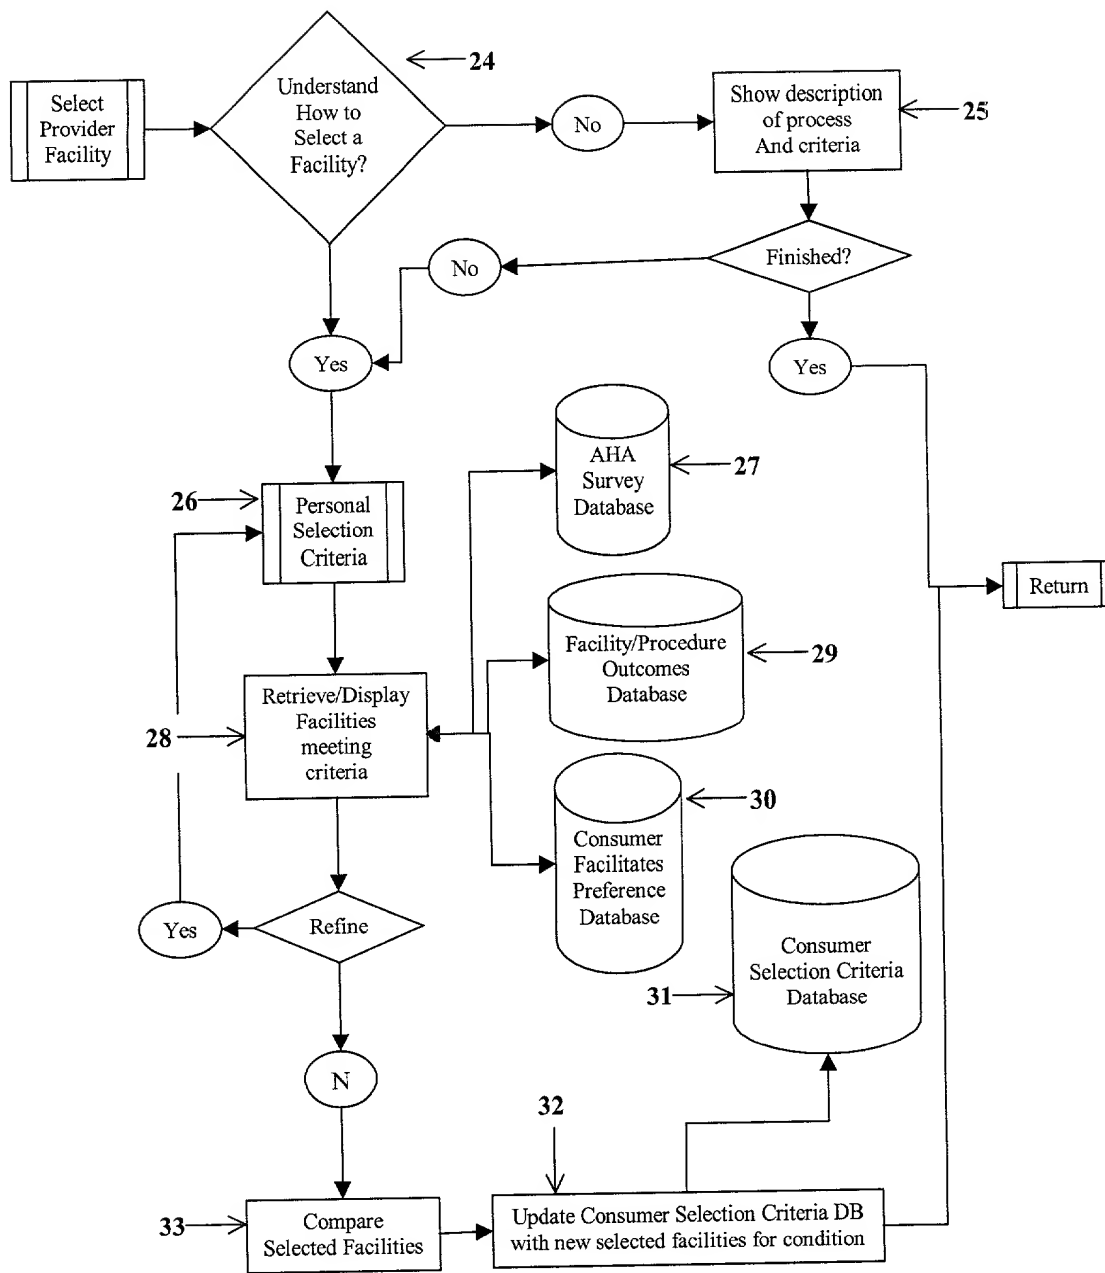 24
Understand
How to
Select a
Facility?
Select
Provider
Facility
No
Show description
of process
And criteria
25
No
Finished?
Yes
Yes
AHA
Survey
Database
27
26
Personal
Selection
Criteria
Return
Facility/Procedure
Outcomes
Database
29
28
Retrieve/Display
Facilities
meeting
criteria
30
Consumer
Facilitates
Preference
Database
Yes
Refine
Consumer
Selection Criteria
Database
31
N
32
33
Compare
Selected Facilities
Update Consumer Selection Criteria DB
with new selected facilities for condition